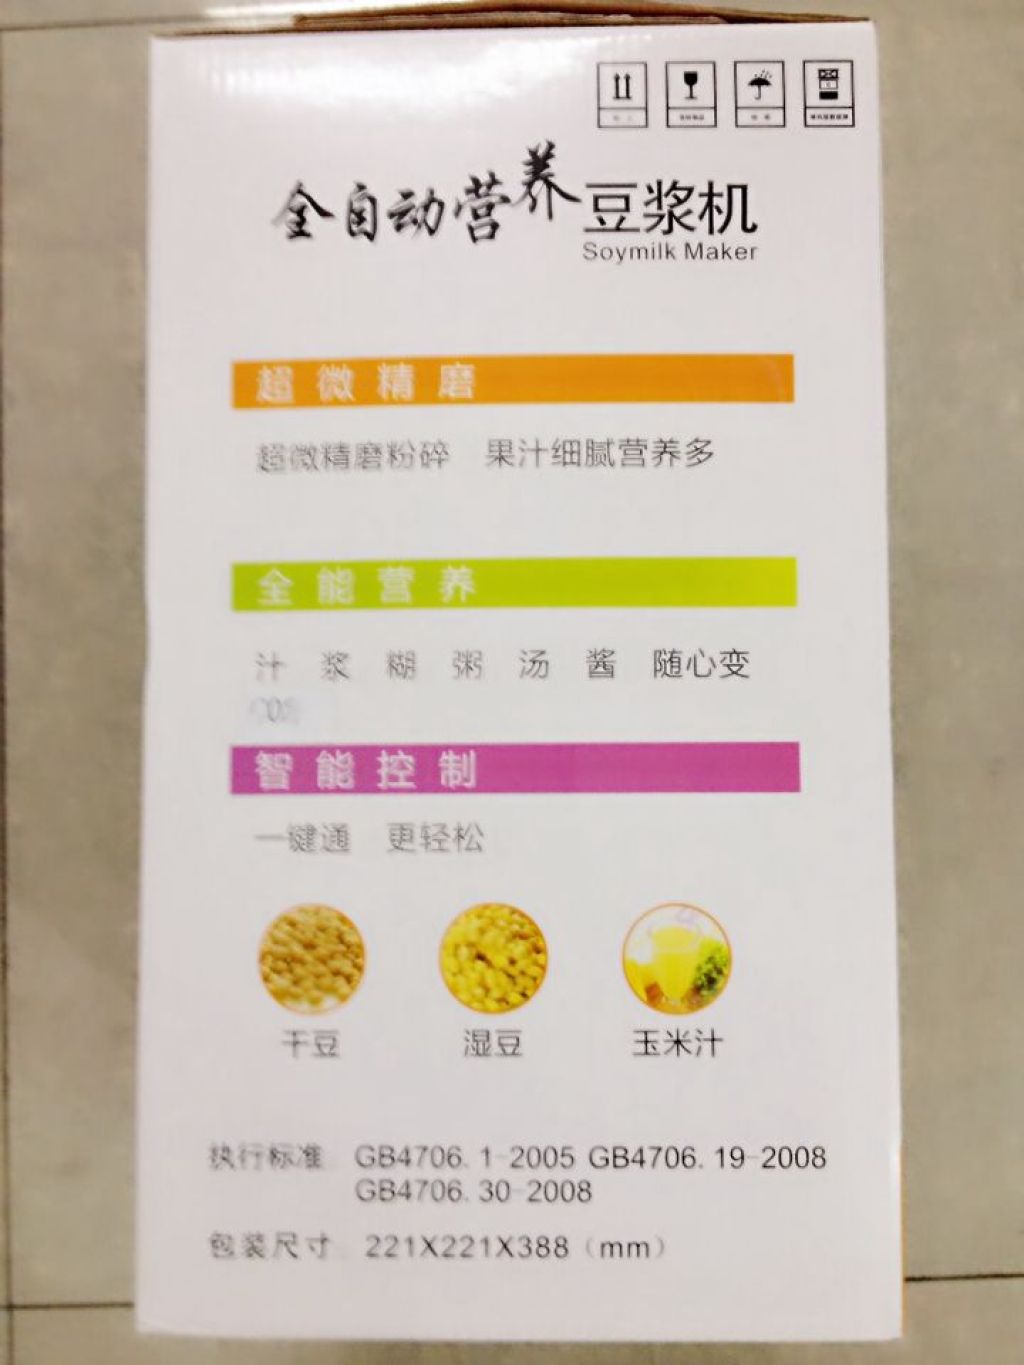 全自动营养豆浆机
Soymilk Maker
超微精磨
超微精磨粉碎 果汁细腻营养多
全能营养
汁 浆 糊 粥 汤 酱 随心变
智能控制
一键通 更轻松
干豆 湿豆 玉米汁
执行标准 GB4706.1-2005 GB4706.19-2008
GB4706.30-2008
包装尺寸 221X221X388（mm）